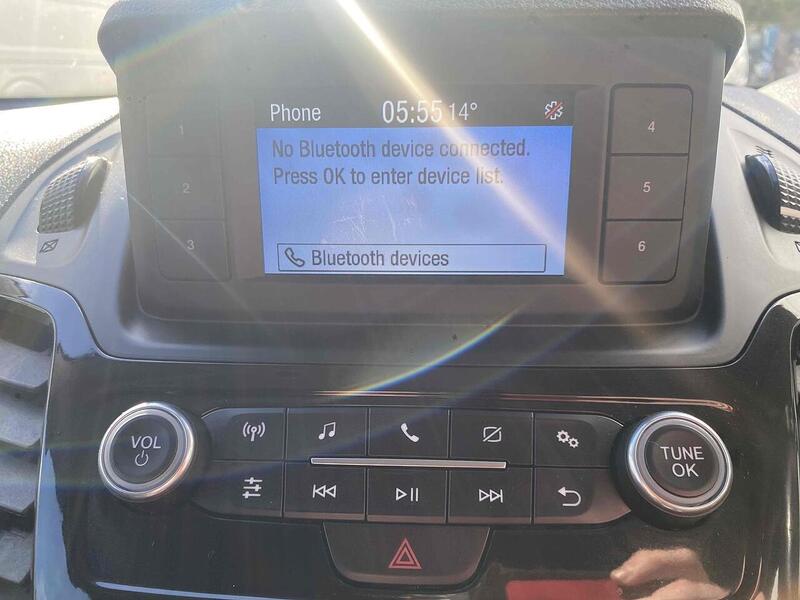 Phone 05:55 14°
No Bluetooth device connected.
Press OK to enter device list.
Bluetooth devices
1
2
3
4
5
6
VOL
TUNE
OK